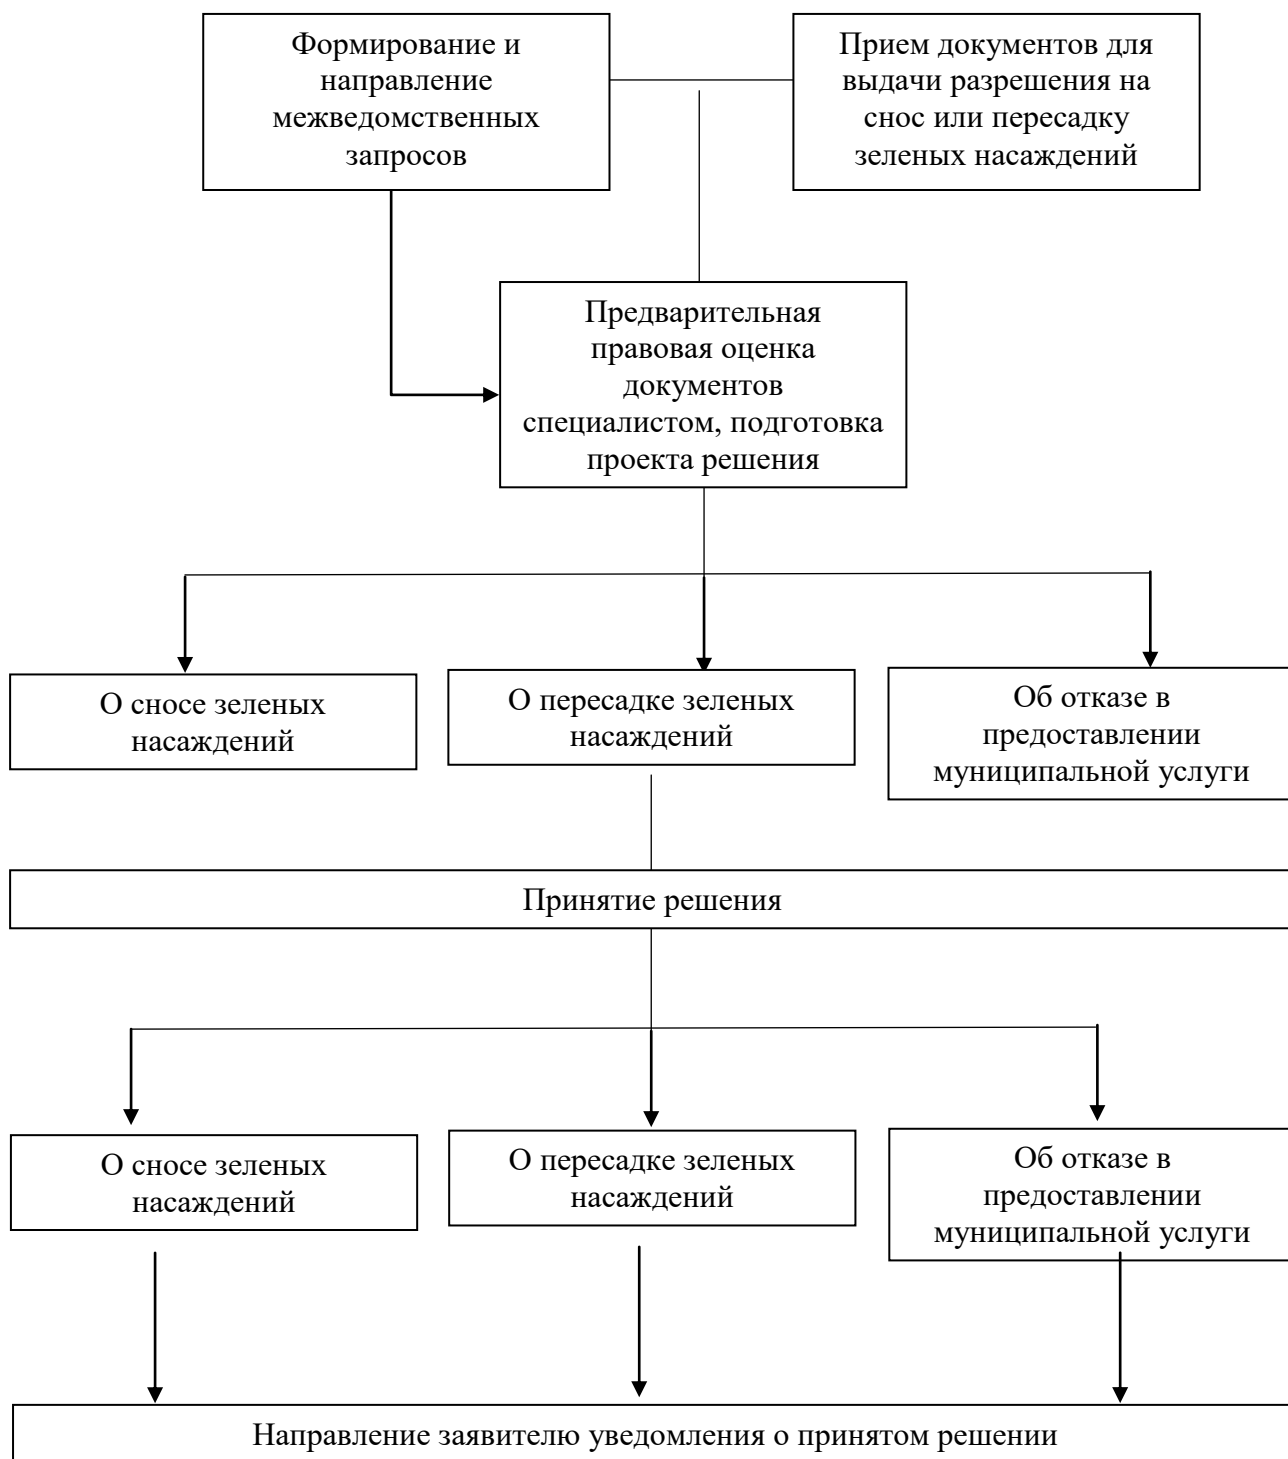 Формирование и
направление
межведомственных
запросов
Прием документов для
выдачи разрешения на
снос или пересадку
зеленых насаждений
Предварительная
правовая оценка
документов
специалистом, подготовка
проекта решения
О сносе зеленых
насаждений
О пересадке зеленых
насаждений
Об отказе в
предоставлении
муниципальной услуги
Принятие решения
О сносе зеленых
насаждений
О пересадке зеленых
насаждений
Об отказе в
предоставлении
муниципальной услуги
Направление заявителю уведомления о принятом решении